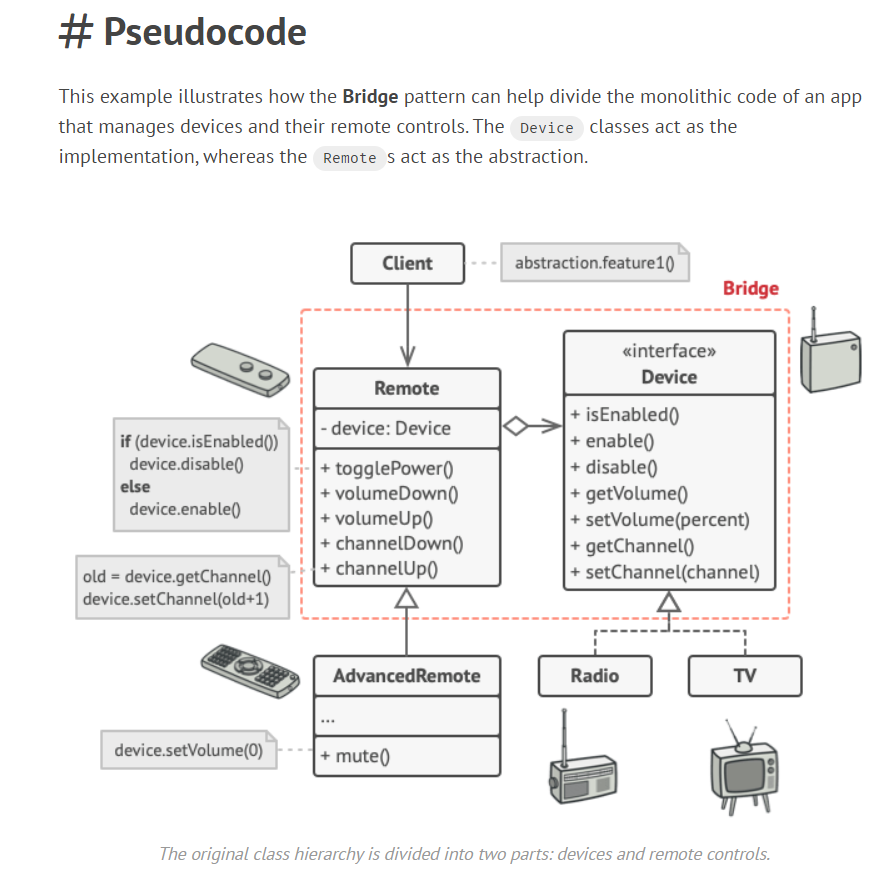 # Pseudocode
This example illustrates how the Bridge pattern can help divide the monolithic code of an app
that manages devices and their remote controls. The Device classes act as the
implementation, whereas the Remote s act as the abstraction.
Client
abstraction.feature1()
Bridge
«interface»
Device
+ isEnabled()
+ enable()
+ disable()
+ getVolume()
+ setVolume(percent)
+ getChannel()
+ setChannel(channel)
Remote
- device: Device
+ togglePower()
+ volumeDown()
+ volumeUp()
+ channelDown()
+ channelUp()
if (device.isEnabled())
device.disable()
else
device.enable()
old = device.getChannel()
device.setChannel(old+1)
AdvancedRemote
...
+ mute()
device.setVolume(0)
Radio
TV
The original class hierarchy is divided into two parts: devices and remote controls.